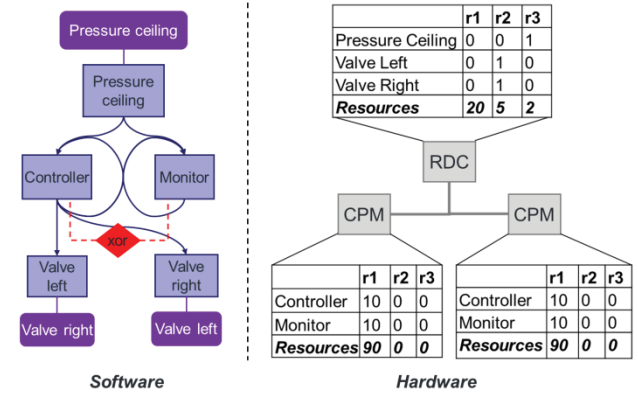 Pressure ceiling
Pressure
ceiling
Controller
Monitor
xor
Valve
left
Valve
right
Valve right
Valve left
Software
r1 r2 r3
Pressure Ceiling 0 0 1
Valve Left 0 1 0
Valve Right 0 1 0
Resources 20 5 2
RDC
CPM
CPM
r1 r2 r3
Controller 10 0 0
Monitor 10 0 0
Resources 90 0 0
r1 r2 r3
Controller 10 0 0
Monitor 10 0 0
Resources 90 0 0
Hardware